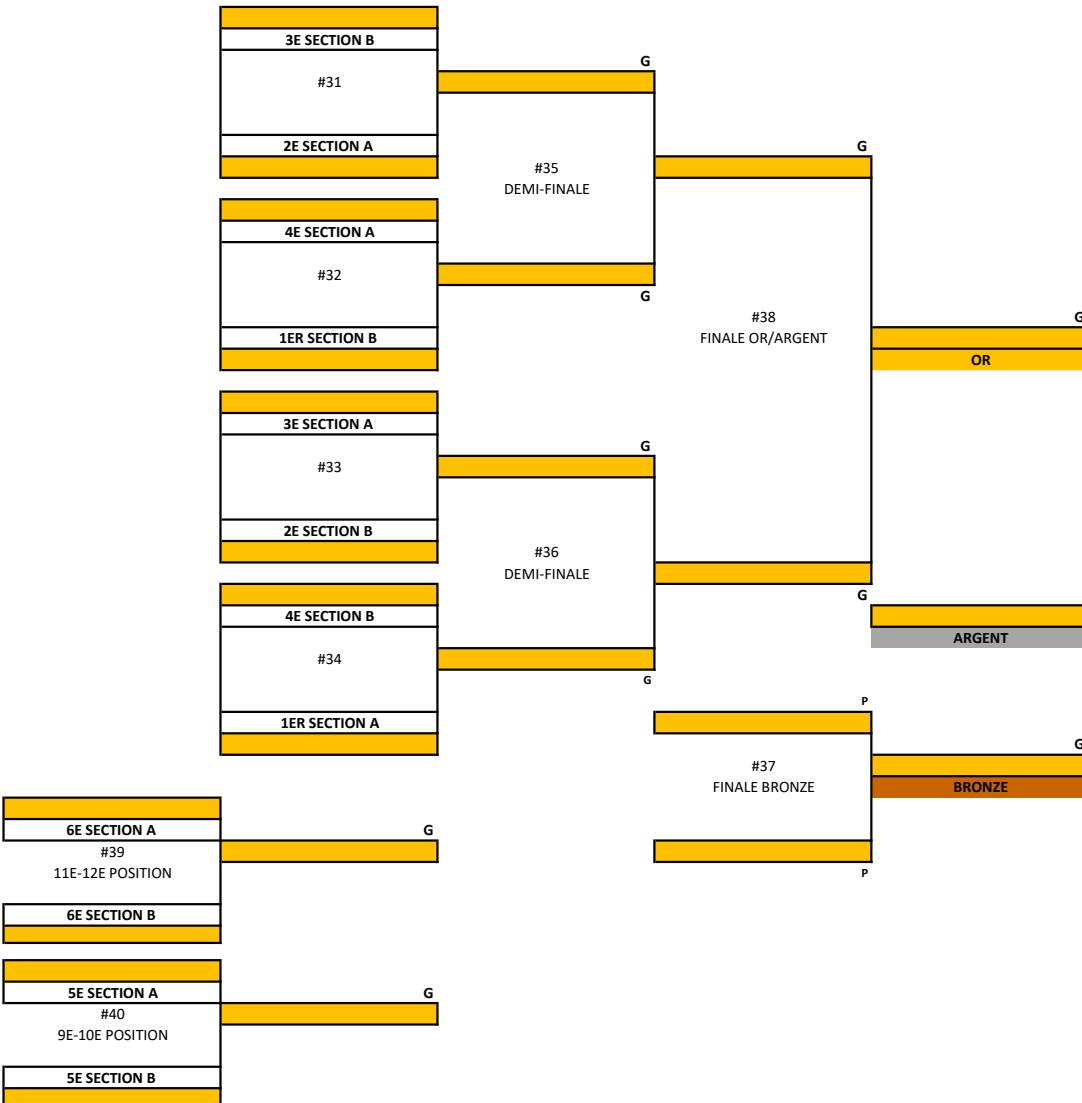 3E SECTION B
#31
2E SECTION A
4E SECTION A
#32
1ER SECTION B
3E SECTION A
#33
2E SECTION B
4E SECTION B
#34
1ER SECTION A
G
#35
DEMI-FINALE
G
G
#36
DEMI-FINALE
G
G
#38
FINALE OR/ARGENT
G
G
OR
ARGENT
P
#37
FINALE BRONZE
P
G
BRONZE
6E SECTION A
#39
11E-12E POSITION
6E SECTION B
G
5E SECTION A
#40
9E-10E POSITION
5E SECTION B
G